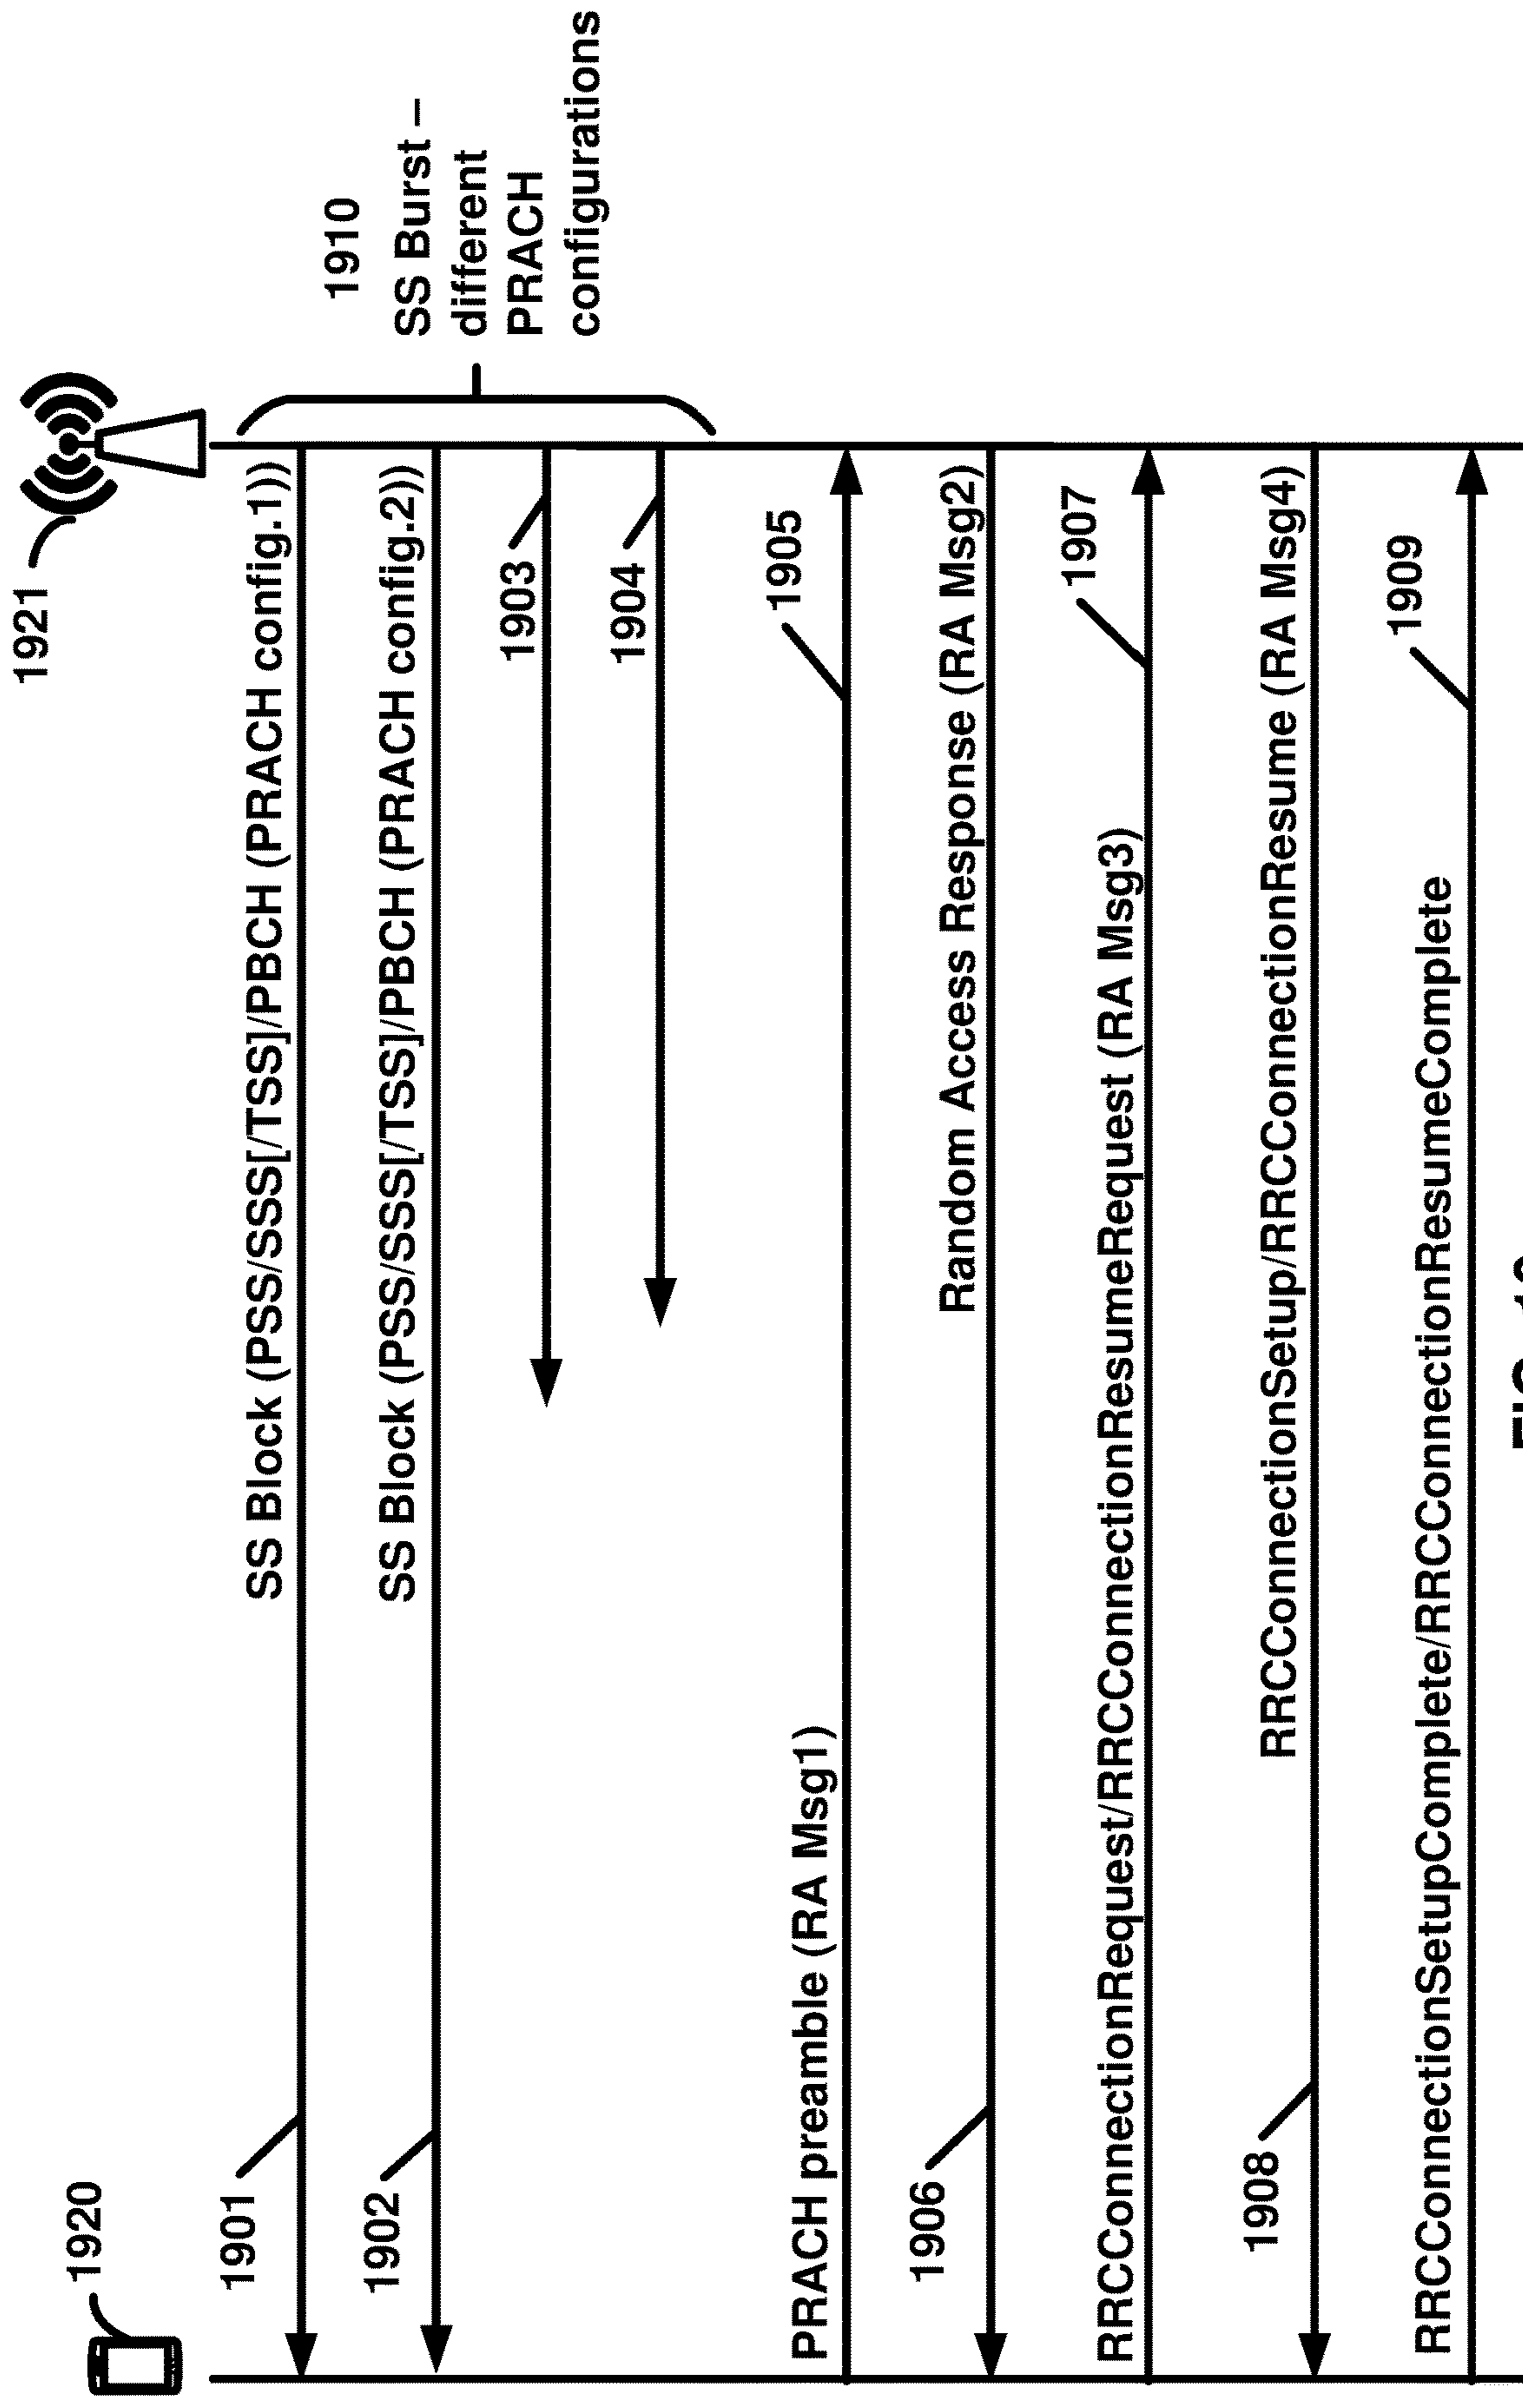 1920
1921
SS Block (PSS/SSS[/TSS]/PBCH (PRACH config.1))
1901
SS Block (PSS/SSS[/TSS]/PBCH (PRACH config.2))
1902
1903
1904
1910
SS Burst –
different
PRACH
configurations
PRACH preamble (RA Msg1)
1905
Random Access Response (RA Msg2)
1906
RRCConnectionRequest/RRCConnectionResumeRequest (RA Msg3)
1907
RRCConnectionSetup/RRCConnectionResume (RA Msg4)
1908
RRCConnectionSetupComplete/RRCConnectionResumeComplete
1909